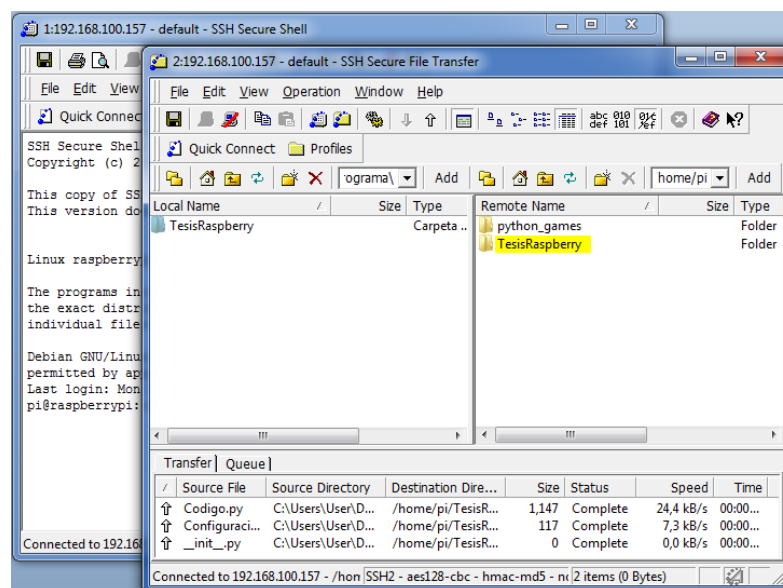 1:192.168.100.157 - default - SSH Secure Shell
File Edit View
Quick Connec
SSH Secure Shel
Copyright (c) 2
This copy of SS
This version do
Linux raspberry
The programs in
the exact distr
individual file
Debian GNU/Linu
permitted by ap
Last login: Mon
pi@raspberrypi:
Connected to 192.168
2:192.168.100.157 - default - SSH Secure File Transfer
File Edit View Operation Window Help
abc def 010 101
Quick Connect Profiles
ograma\ Add home/pi Add
Local Name / Size Type Remote Name / Size Type
TesisRaspberry Carpeta .. python_games Folder
TesisRaspberry Folder
Transfer Queue
/ Source File Source Directory Destination Dire... Size Status Speed Time
Codigo.py C:\Users\User\D... /home/pi/TesisR... 1,147 Complete 24,4 kB/s 00:00...
Configuraci... C:\Users\User\D... /home/pi/TesisR... 117 Complete 7,3 kB/s 00:00...
__init__.py C:\Users\User\D... /home/pi/TesisR... 0 Complete 0,0 kB/s 00:00...
Connected to 192.168.100.157 - /hon SSH2 - aes128-cbc - hmac-md5 - no 2 items (0 Bytes)